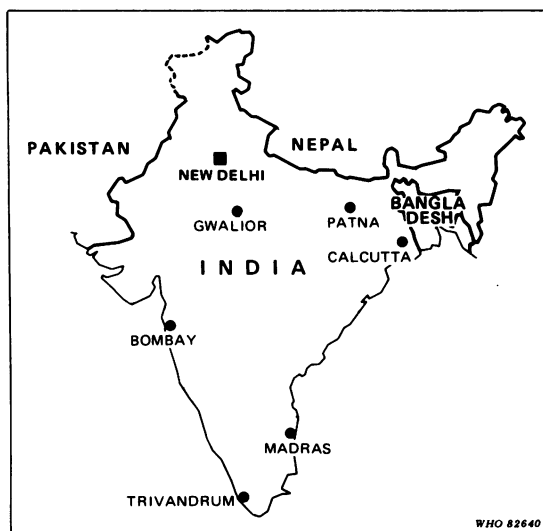 PAKISTAN
NEPAL
NEW DELHI
BANGLA
DESH
GWALIOR
PATNA
CALCUTTA
INDIA
BOMBAY
MADRAS
TRIVANDRUM
WHO 82640